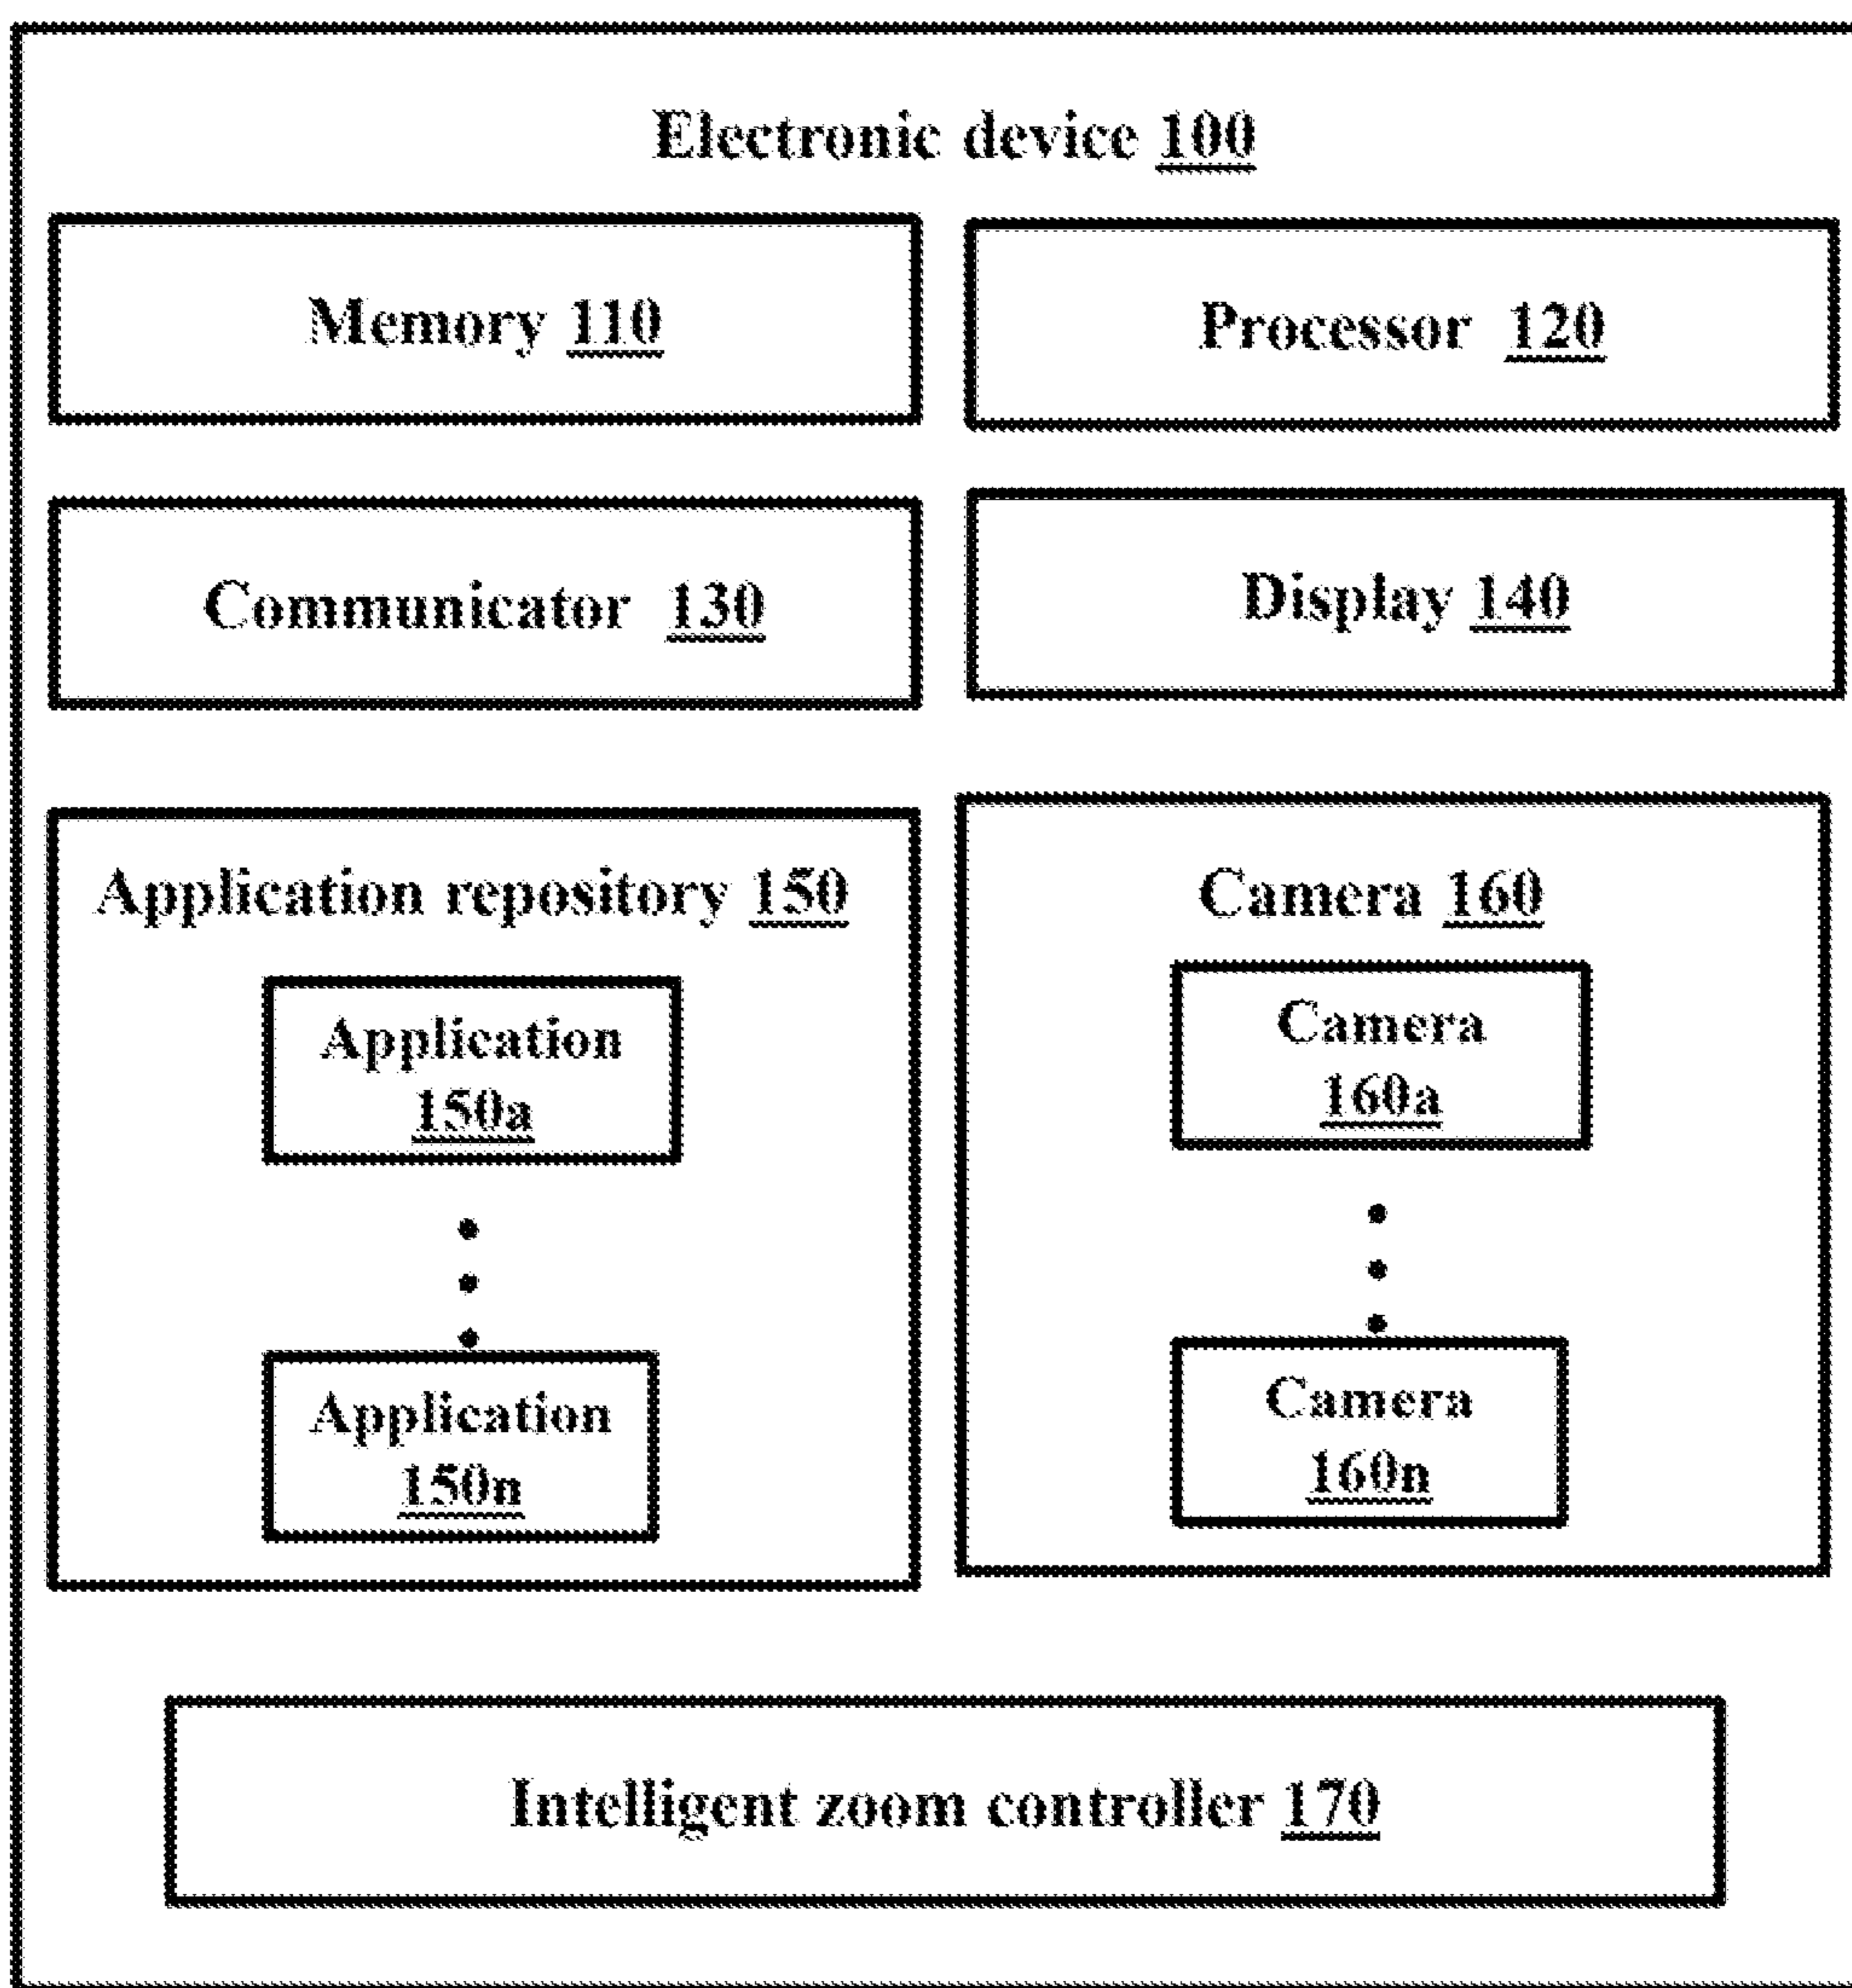 Electronic device 100
Memory 110
Processor 120
Communicator 130
Display 140
Application repository 150
Application
150a
Application
150n
Camera 160
Camera
160a
Camera
160n
Intelligent zoom controller 170